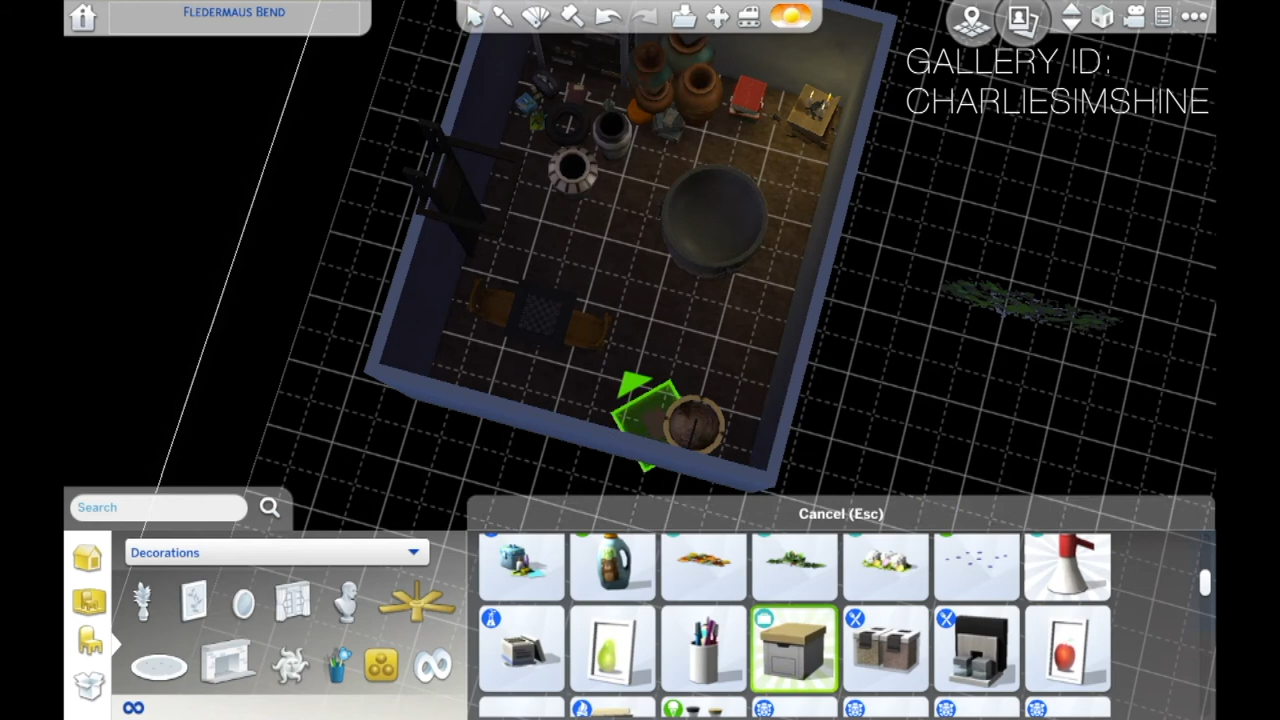 FLEDERMAUS BEND
GALLERY ID:
CHARLIESIMSHINE
Search
Cancel (Esc)
Decorations